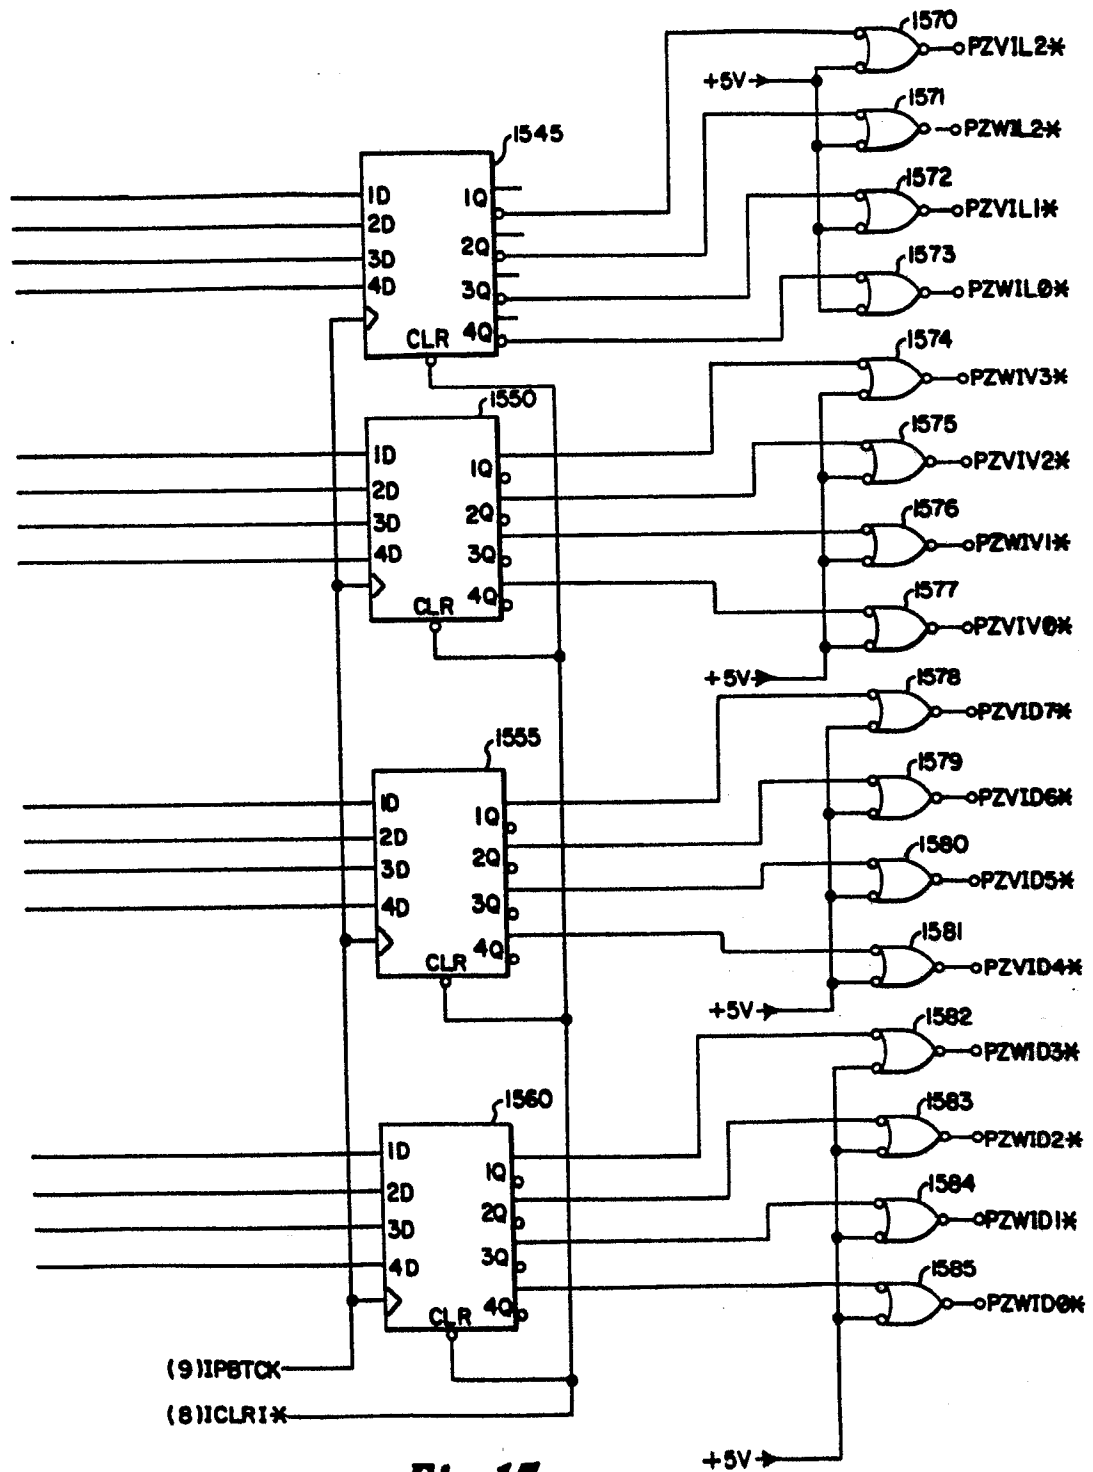 1570
PZVIL2*
+5V
1571
PZWIL2*
1545
1D 1Q
2D 2Q
3D 3Q
4D 4Q
CLR
1572
PZVIL1*
1573
PZWIL0*
1574
PZWIV3*
1550
1D 1Q
2D 2Q
3D 3Q
4D 4Q
CLR
1575
PZVIV2*
1576
PZWIV1*
1577
PZVIV0*
+5V
1578
PZVID7*
1555
1D 1Q
2D 2Q
3D 3Q
4D 4Q
CLR
1579
PZVID6*
1580
PZVID5*
1581
PZVID4*
+5V
1582
PZWID3*
1560
1D 1Q
2D 2Q
3D 3Q
4D 4Q
CLR
1583
PZWID2*
1584
PZWID1*
1585
PZWID0*
(9)IPBTCK
(8)ICLRI*
+5V